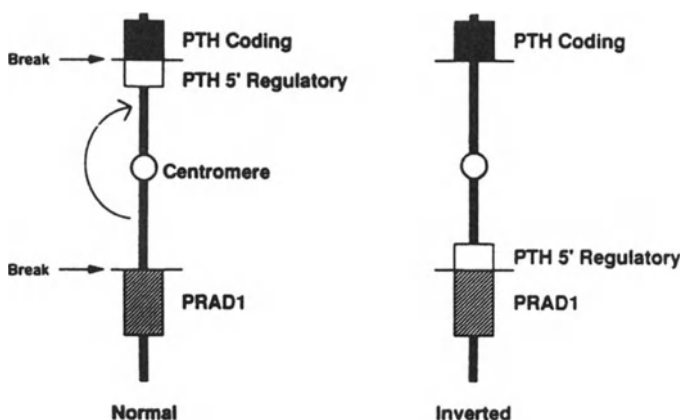 PTH Coding
Break
PTH 5' Regulatory
Centromere
Break
PRAD1
Normal
PTH Coding
PTH 5' Regulatory
PRAD1
Inverted